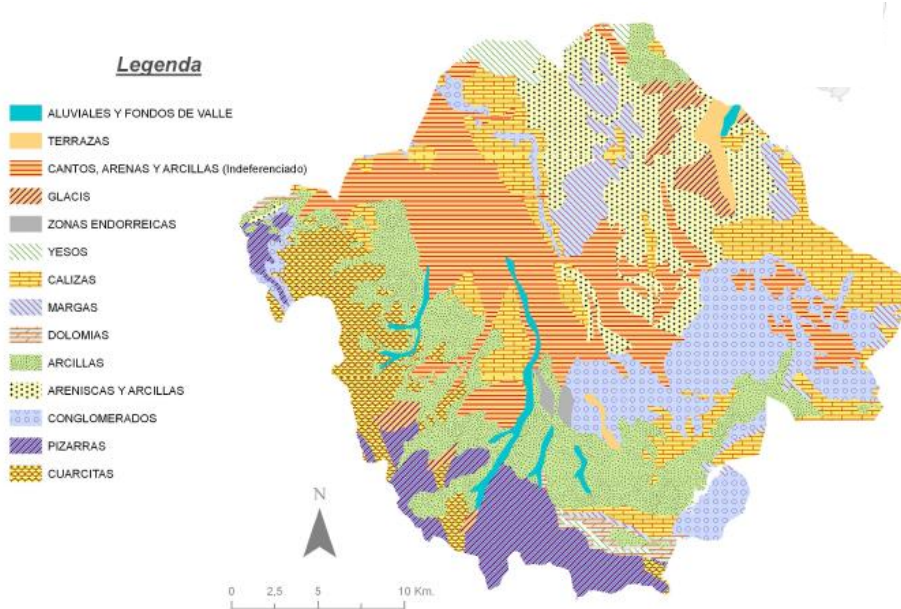 Legenda
ALUVIALES Y FONDOS DE VALLE
TERRAZAS
CANTOS, ARENAS Y ARCILLAS (Indeferenciado)
GLACIS
ZONAS ENDORREICAS
YESOS
CALIZAS
MARGAS
DOLOMIAS
ARCILLAS
ARENISCAS Y ARCILLAS
CONGLOMERADOS
PIZARRAS
CUARCITAS
N
0 2,5 5 10 Km.